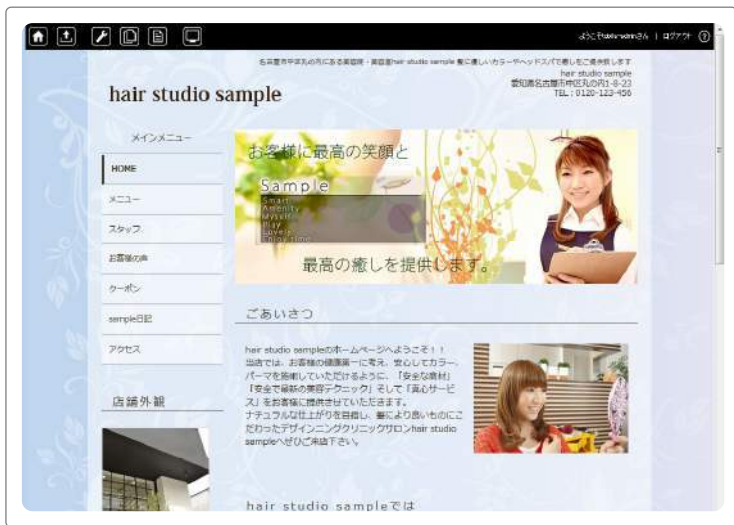 ログアウト
名古屋市中区丸の内にある美容院・美容室hair studio sample 髪に優しいカラーやヘッドスパで癒しをご提供致します
hair studio sample
愛知県名古屋市中区丸の内1-8-23
TEL：0120-123-456
hair studio sample
メインメニュー
HOME
メニュー
スタッフ
お客様の声
クーポン
sample日記
アクセス
店舗外観
お客様に最高の笑顔と
Sample
Smart
Amenity
Myself
Play
Lovely
Enjoy time
最高の癒しを提供します。
ごあいさつ
hair studio sampleのホームページへようこそ！！
当店では、お客様の健康第一に考え、安心してカラー、
パーマを施術していただけるように、「安全な噴材」
「安全で最新の美容テクニック」そして「真心サービ
ス」をお客様に提供させていただきます。
ナチュラルな仕上がりを目指し、髪により良いものにこ
だわったデザインニングクリニックサロンhair studio
sampleへぜひご来店下さい。
hair studio sampleでは